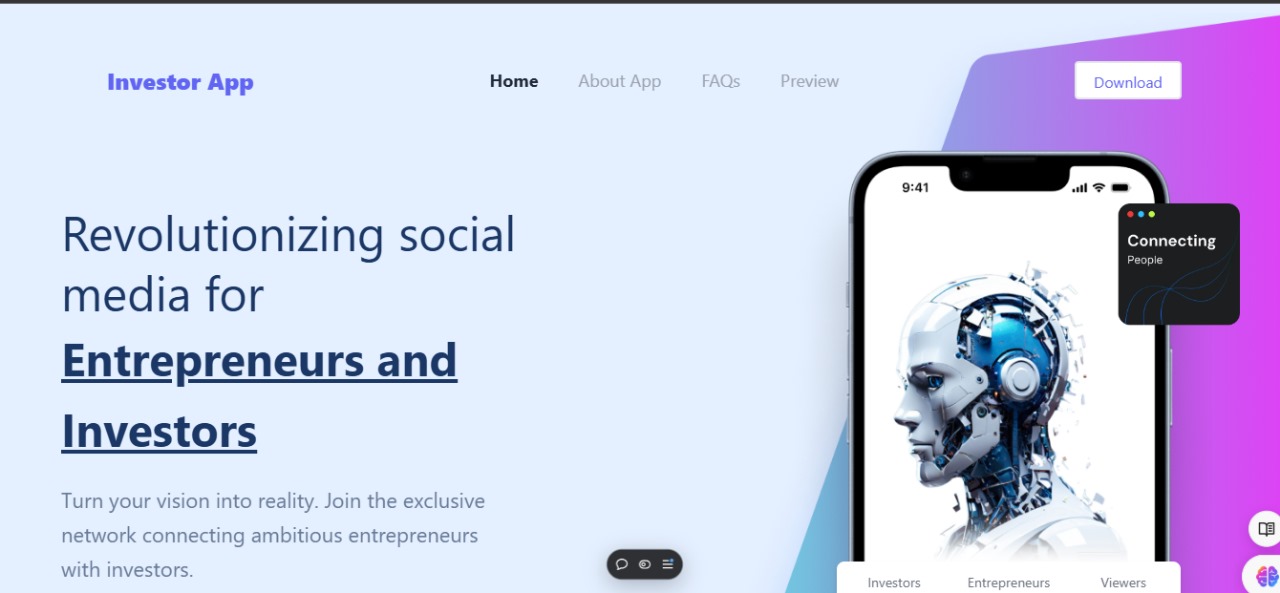 Investor App
Home About App FAQs Preview
Download
Revolutionizing social
media for
Entrepreneurs and
Investors
Turn your vision into reality. Join the exclusive
network connecting ambitious entrepreneurs
with investors.
9:41
Connecting
People
Investors Entrepreneurs Viewers